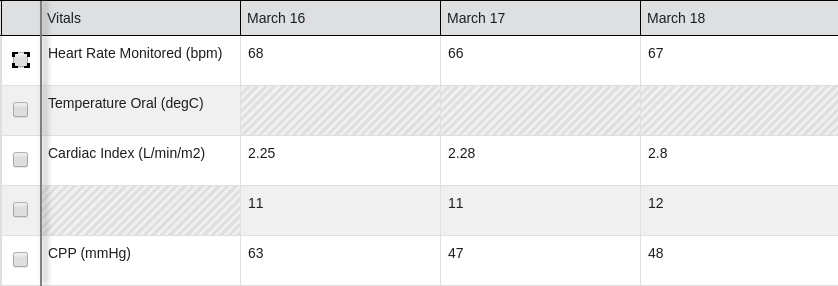 Vitals March 16 March 17 March 18
Heart Rate Monitored (bpm) 68 66 67
Temperature Oral (degC)
Cardiac Index (L/min/m2) 2.25 2.28 2.8
11 11 12
CPP (mmHg) 63 47 48